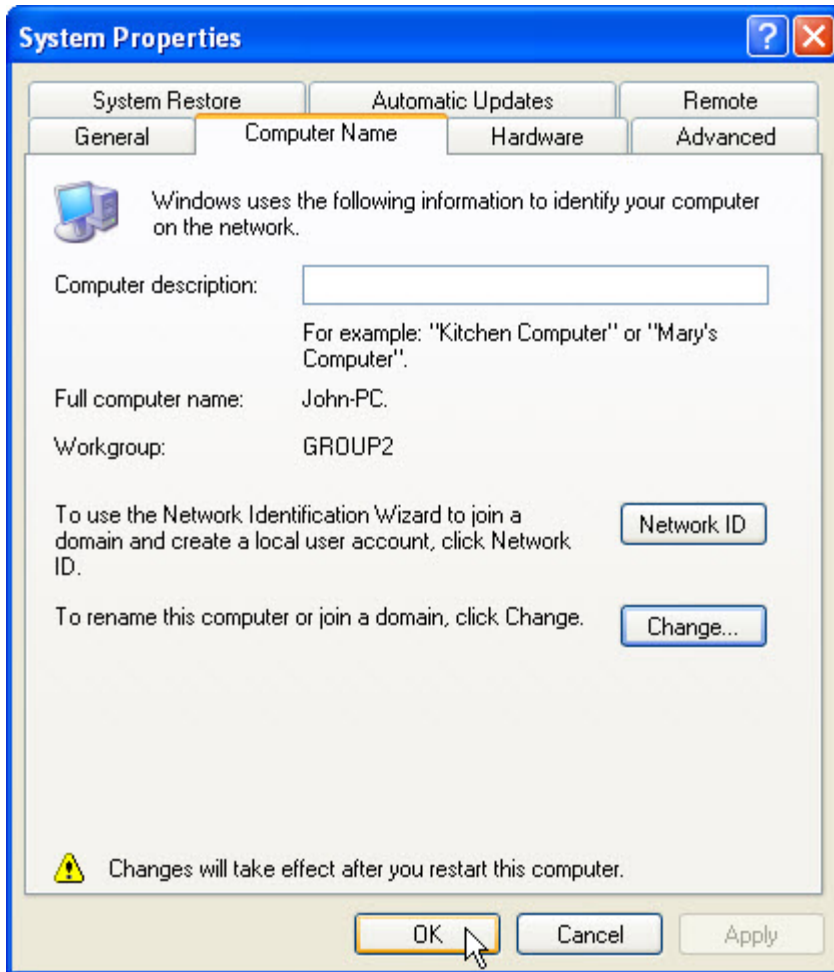 System Properties
System Restore
Automatic Updates
Remote
General
Computer Name
Hardware
Advanced
Windows uses the following information to identify your computer
on the network.
Computer description:
For example: "Kitchen Computer" or "Mary's
Computer".
Full computer name:
John-PC.
Workgroup:
GROUP2
To use the Network Identification Wizard to join a
domain and create a local user account, click Network
ID.
Network ID
To rename this computer or join a domain, click Change.
Change...
Changes will take effect after you restart this computer.
OK
Cancel
Apply